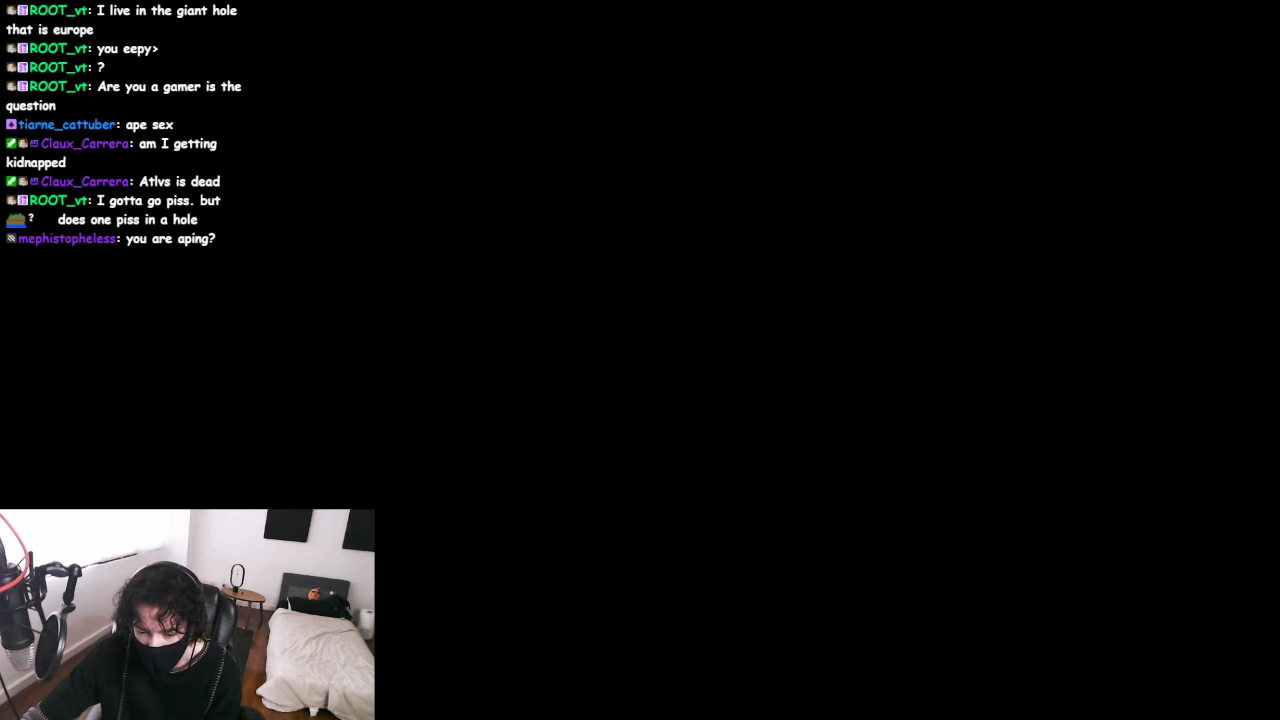 ROOT_vt: I live in the giant hole
that is europe
ROOT_vt: you eepy>
ROOT_vt: ?
ROOT_vt: Are you a gamer is the
question
tiarne_cattuber: ape sex
Claux_Carrera: am I getting
kidnapped
Claux_Carrera: Atlvs is dead
ROOT_vt: I gotta go piss. but
? does one piss in a hole
mephistopheless: you are aping?